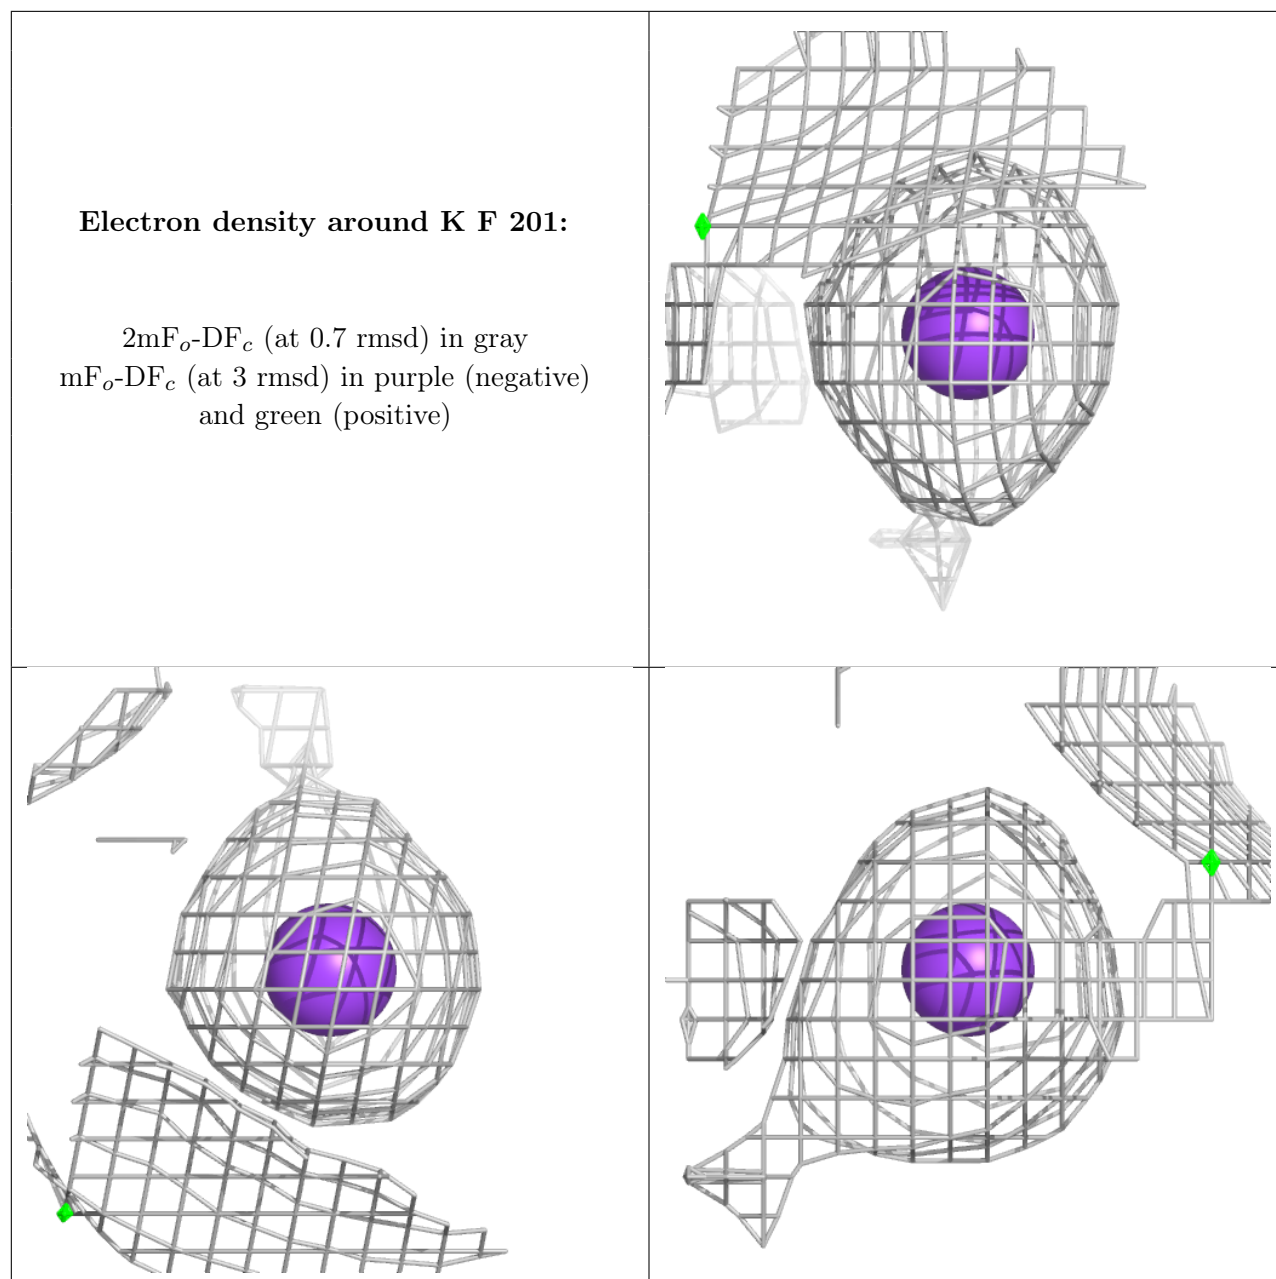 Electron density around K F 201:
2mFₒ-DF𝑐 (at 0.7 rmsd) in gray
mFₒ-DF𝑐 (at 3 rmsd) in purple (negative)
and green (positive)